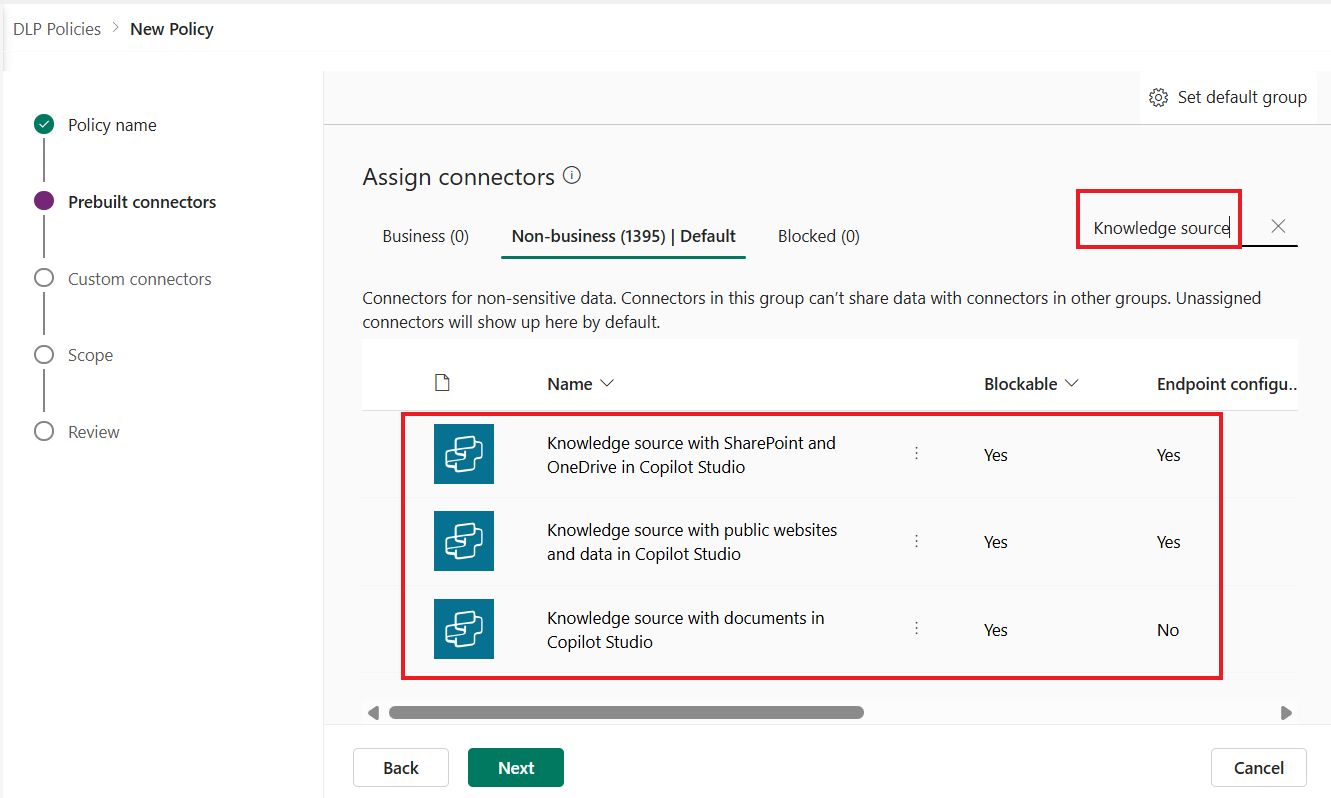 DLP Policies > New Policy
Set default group
Policy name
Prebuilt connectors
Custom connectors
Scope
Review
Assign connectors
Business (0)
Non-business (1395) | Default
Blocked (0)
Knowledge source
Connectors for non-sensitive data. Connectors in this group can't share data with connectors in other groups. Unassigned
connectors will show up here by default.
Name
Blockable
Endpoint configu..
Knowledge source with SharePoint and
OneDrive in Copilot Studio
Yes
Yes
Knowledge source with public websites
and data in Copilot Studio
Yes
Yes
Knowledge source with documents in
Copilot Studio
Yes
No
Back
Next
Cancel